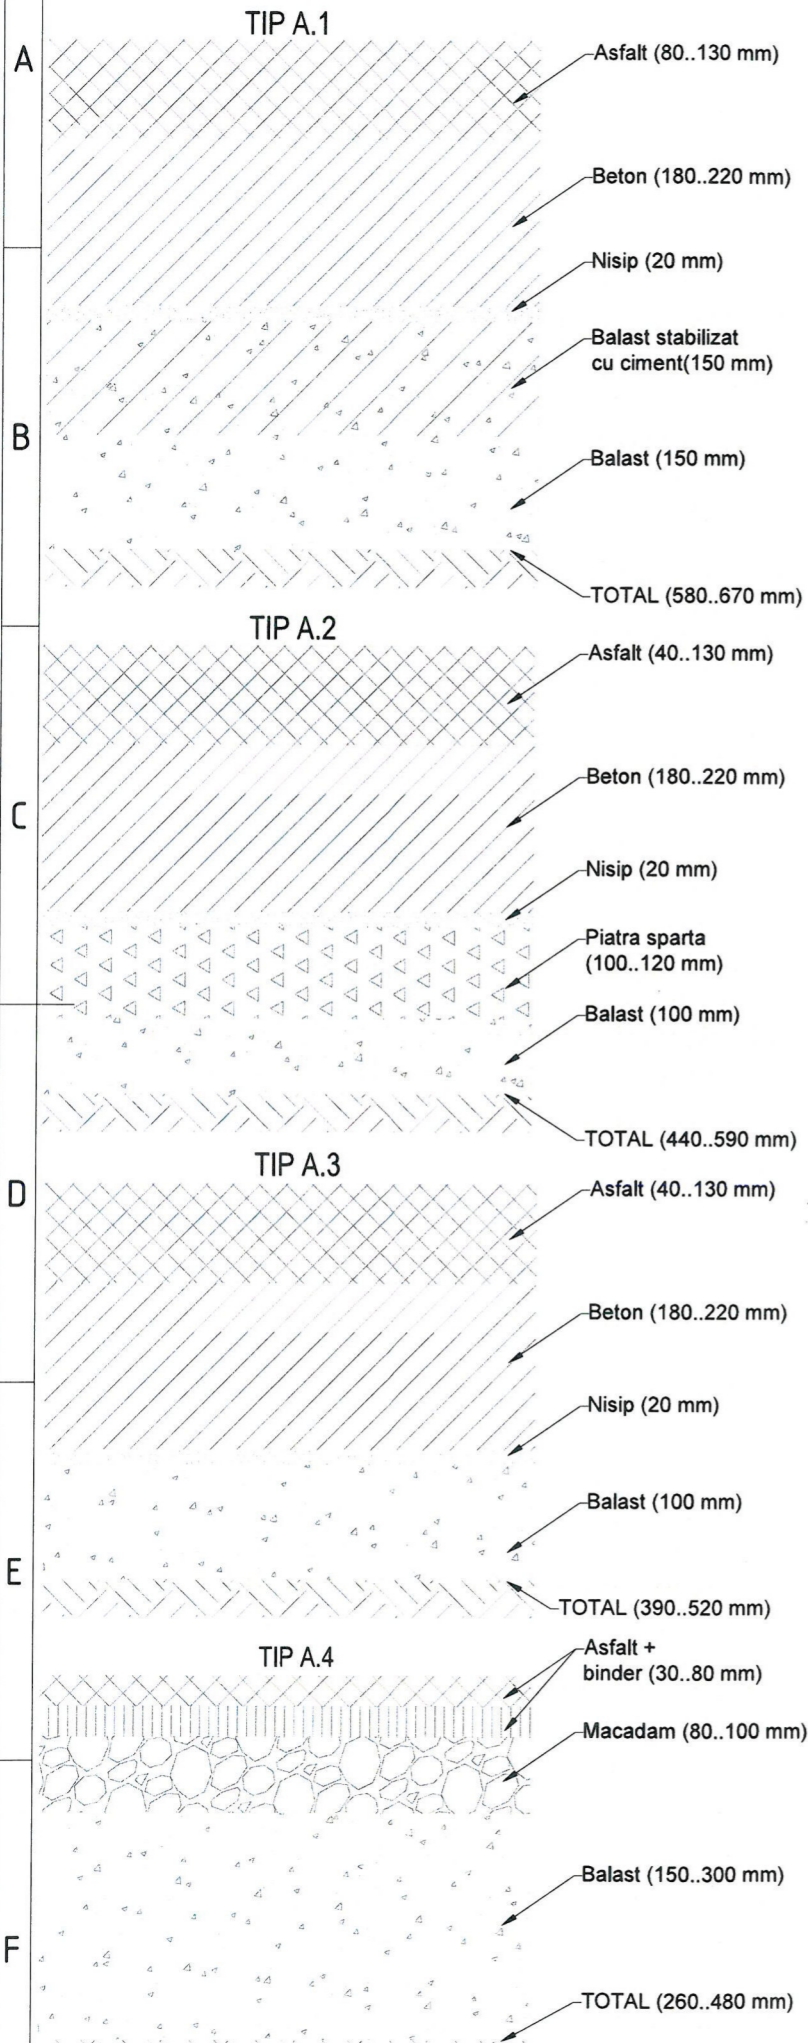 TIP A.1
A
Asfalt (80..130 mm)
Beton (180..220 mm)
Nisip (20 mm)
Balast stabilizat
cu ciment(150 mm)
B
Balast (150 mm)
TOTAL (580..670 mm)
TIP A.2
Asfalt (40..130 mm)
Beton (180..220 mm)
C
Nisip (20 mm)
Piatra sparta
(100..120 mm)
Balast (100 mm)
TOTAL (440..590 mm)
TIP A.3
D
Asfalt (40..130 mm)
Beton (180..220 mm)
Nisip (20 mm)
Balast (100 mm)
E
TOTAL (390..520 mm)
TIP A.4
Asfalt +
binder (30..80 mm)
Macadam (80..100 mm)
Balast (150..300 mm)
F
TOTAL (260..480 mm)